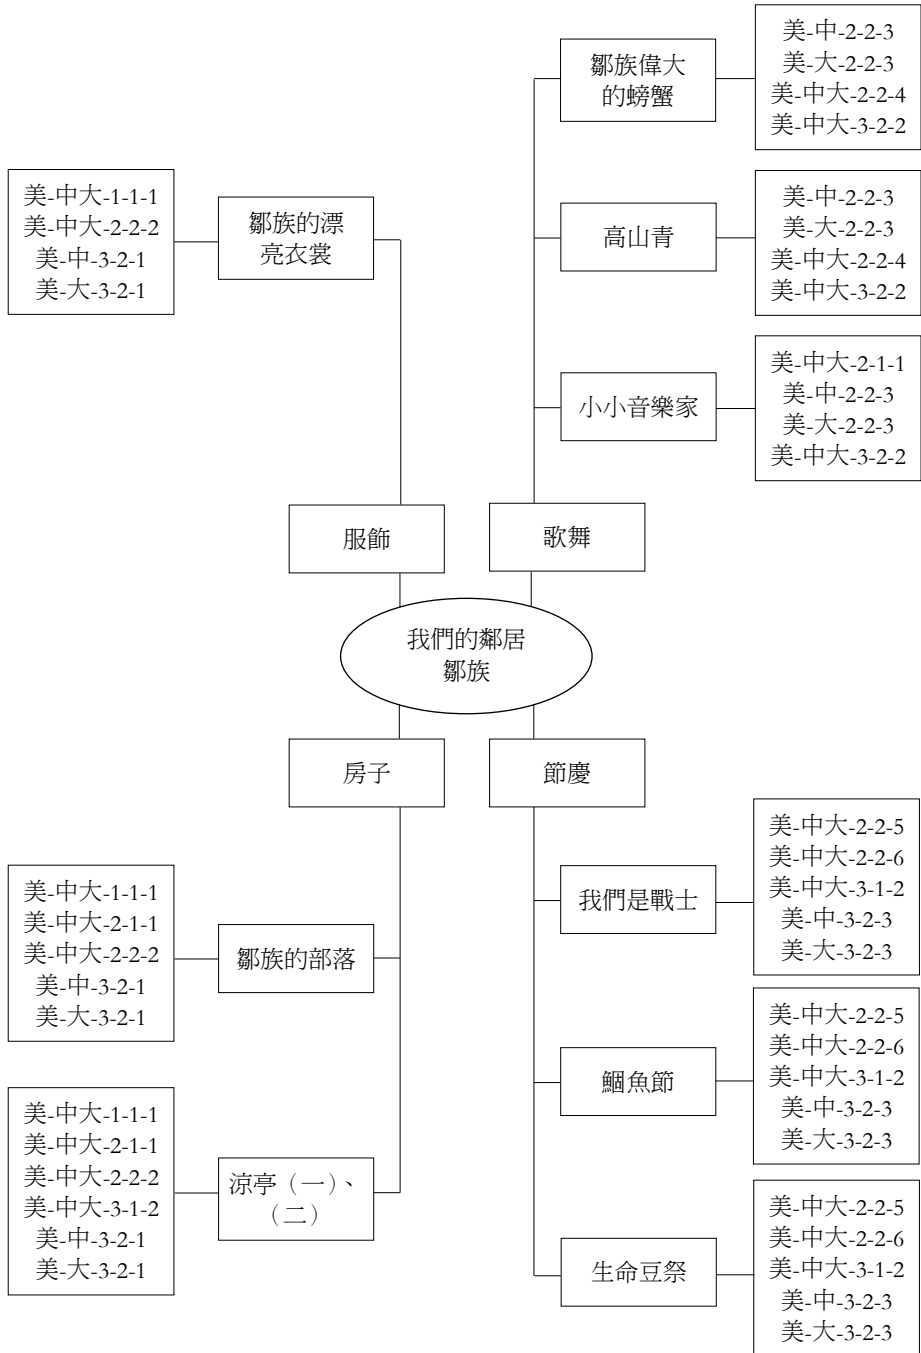 美-中-2-2-3
美-大-2-2-3
美-中大-2-2-4
美-中大-3-2-2
鄒族偉大
的螃蟹
美-中大-1-1-1
美-中大-2-2-2
美-中-3-2-1
美-大-3-2-1
鄒族的漂
亮衣裳
高山青
美-中-2-2-3
美-大-2-2-3
美-中大-2-2-4
美-中大-3-2-2
小小音樂家
美-中大-2-1-1
美-中-2-2-3
美-大-2-2-3
美-中大-3-2-2
服飾
歌舞
我們的鄰居
鄒族
房子
節慶
美-中大-1-1-1
美-中大-2-1-1
美-中大-2-2-2
美-中-3-2-1
美-大-3-2-1
鄒族的部落
我們是戰士
美-中大-2-2-5
美-中大-2-2-6
美-中大-3-1-2
美-中-3-2-3
美-大-3-2-3
鯝魚節
美-中大-2-2-5
美-中大-2-2-6
美-中大-3-1-2
美-中-3-2-3
美-大-3-2-3
美-中大-1-1-1
美-中大-2-1-1
美-中大-2-2-2
美-中大-3-1-2
美-中-3-2-1
美-大-3-2-1
涼亭（一）、
（二）
生命豆祭
美-中大-2-2-5
美-中大-2-2-6
美-中大-3-1-2
美-中-3-2-3
美-大-3-2-3